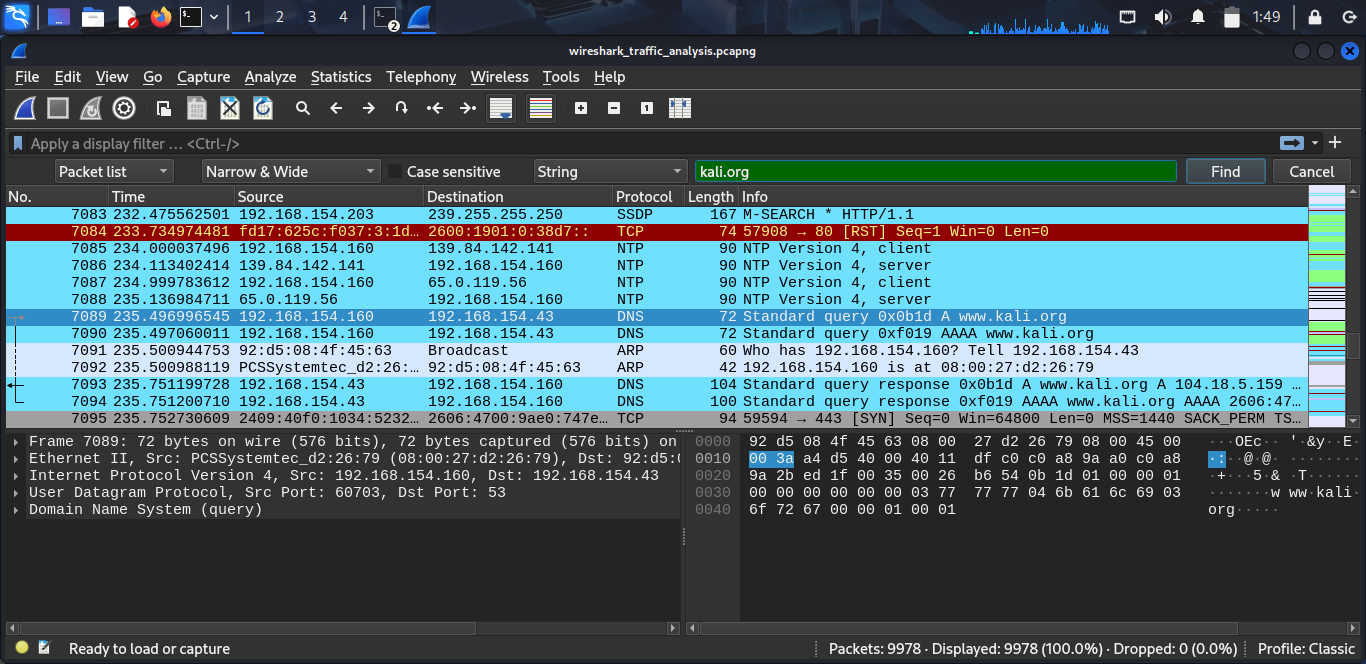 1 2 3 4 2 1:49
wireshark_traffic_analysis.pcapng
File Edit View Go Capture Analyze Statistics Telephony Wireless Tools Help
Apply a display filter … <Ctrl-/>
Packet list Narrow & Wide Case sensitive String kali.org Find Cancel
No. Time Source Destination Protocol Length Info
7083 232.475562501 192.168.154.203 239.255.255.250 SSDP 167 M-SEARCH * HTTP/1.1
7084 233.734974481 fd17:625c:f037:3:1d… 2600:1901:0:38d7:: TCP 74 57908 → 80 [RST] Seq=1 Win=0 Len=0
7085 234.000037496 192.168.154.160 139.84.142.141 NTP 90 NTP Version 4, client
7086 234.113402414 139.84.142.141 192.168.154.160 NTP 90 NTP Version 4, server
7087 234.999783612 192.168.154.160 65.0.119.56 NTP 90 NTP Version 4, client
7088 235.136984711 65.0.119.56 192.168.154.160 NTP 90 NTP Version 4, server
7089 235.496996545 192.168.154.160 192.168.154.43 DNS 72 Standard query 0x0b1d A www.kali.org
7090 235.497060011 192.168.154.160 192.168.154.43 DNS 72 Standard query 0xf019 AAAA www.kali.org
7091 235.500944753 92:d5:08:4f:45:63 Broadcast ARP 60 Who has 192.168.154.160? Tell 192.168.154.43
7092 235.500988119 PCSSystemtec_d2:26:… 92:d5:08:4f:45:63 ARP 42 192.168.154.160 is at 08:00:27:d2:26:79
7093 235.751199728 192.168.154.43 192.168.154.160 DNS 104 Standard query response 0x0b1d A www.kali.org A 104.18.5.159 …
7094 235.751200710 192.168.154.43 192.168.154.160 DNS 100 Standard query response 0xf019 AAAA www.kali.org AAAA 2606:47…
7095 235.752730609 2409:40f0:1034:5232… 2606:4700:9ae0:747e… TCP 94 59594 → 443 [SYN] Seq=0 Win=64800 Len=0 MSS=1440 SACK_PERM TS…
Frame 7089: 72 bytes on wire (576 bits), 72 bytes captured (576 bits) on
Ethernet II, Src: PCSSystemtec_d2:26:79 (08:00:27:d2:26:79), Dst: 92:d5:0
Internet Protocol Version 4, Src: 192.168.154.160, Dst: 192.168.154.43
User Datagram Protocol, Src Port: 60703, Dst Port: 53
Domain Name System (query)
0000 92 d5 08 4f 45 63 08 00 27 d2 26 79 08 00 45 00 ···OEc·· '·&y··E·
0010 00 3a a4 d5 40 00 40 11 df c0 c0 a8 9a a0 c0 a8 ·:··@·@· ········
0020 9a 2b ed 1f 00 35 00 26 b6 54 0b 1d 01 00 00 01 ·+···5·& ·T······
0030 00 00 00 00 00 00 03 77 77 77 04 6b 61 6c 69 03 ·······w ww·kali·
0040 6f 72 67 00 00 01 00 01 org·····
Ready to load or capture Packets: 9978 · Displayed: 9978 (100.0%) · Dropped: 0 (0.0%) Profile: Classic